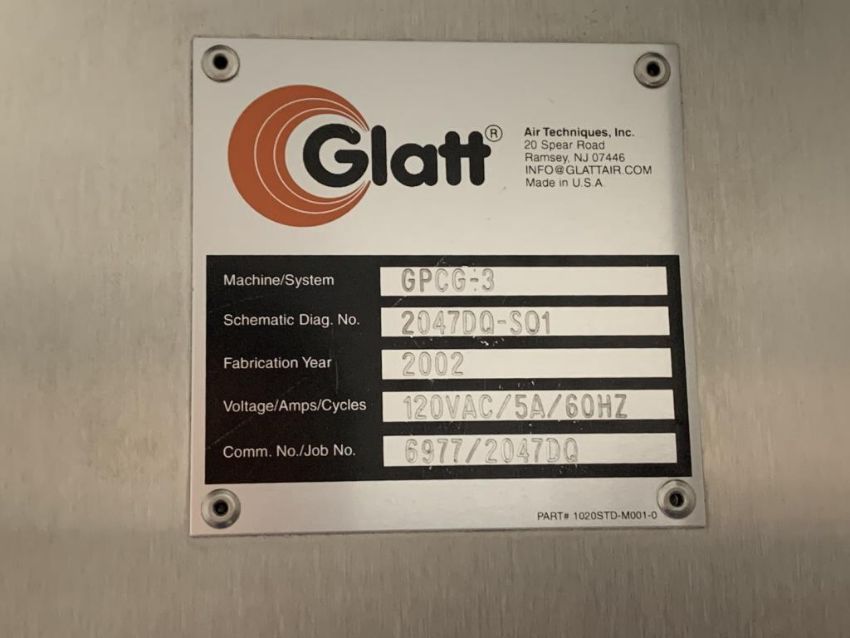 Glatt®
Air Techniques, Inc.
20 Spear Road
Ramsey, NJ 07446
INFO@GLATTAIR.COM
Made in U.S.A.
Machine/System GPCG-3
Schematic Diag. No. 2047DQ-S01
Fabrication Year 2002
Voltage/Amps/Cycles 120VAC/5A/60HZ
Comm. No./Job No. 6977/2047DQ
PART# 1020STD-M001-0